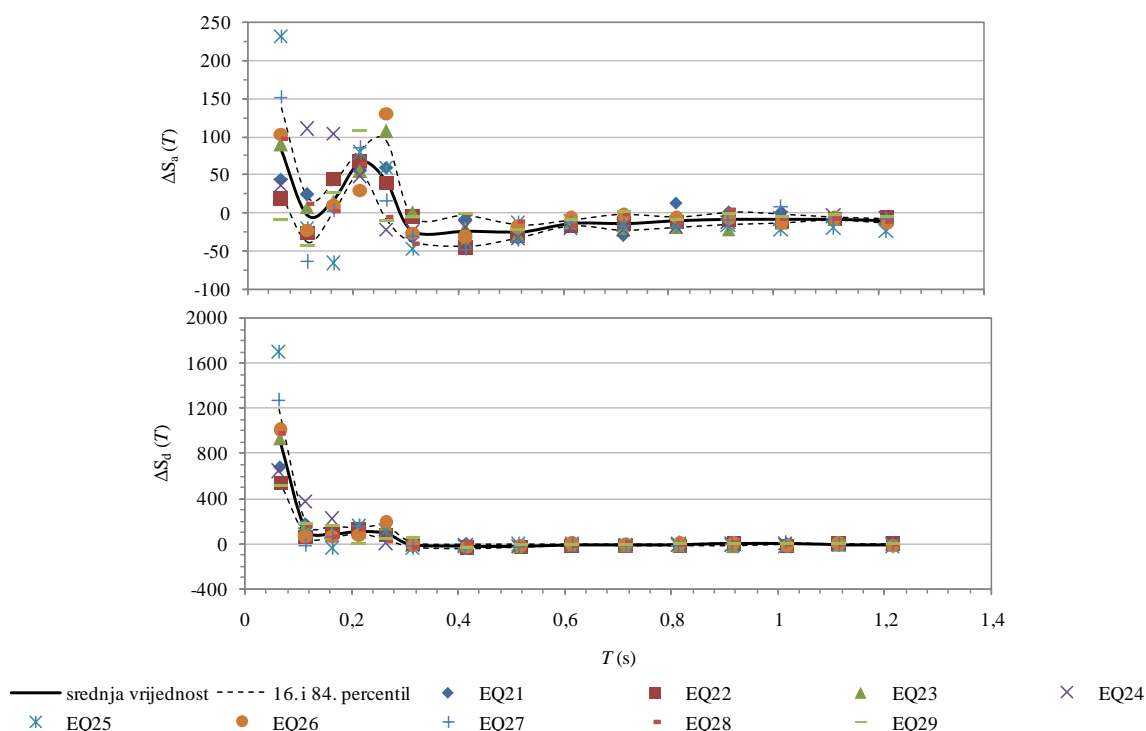 250
200
150
100
50
0
-50
-100
ΔSa (T)
2000
1600
1200
800
400
0
-400
ΔSd (T)
0 0,2 0,4 0,6 0,8 1 1,2 1,4
T (s)
srednja vrijednost 16. i 84. percentil EQ21 EQ22 EQ23 EQ24
EQ25 EQ26 EQ27 EQ28 EQ29